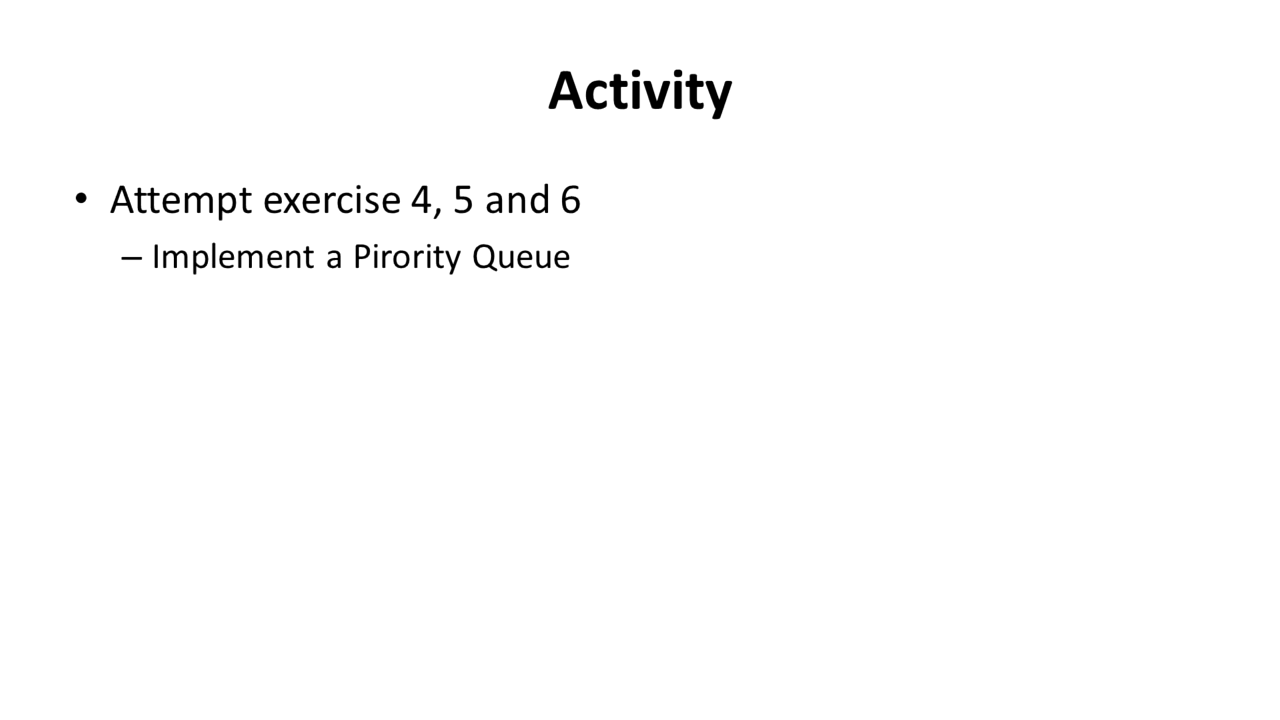 Activity
• Attempt exercise 4, 5 and 6
– Implement a Pirority Queue